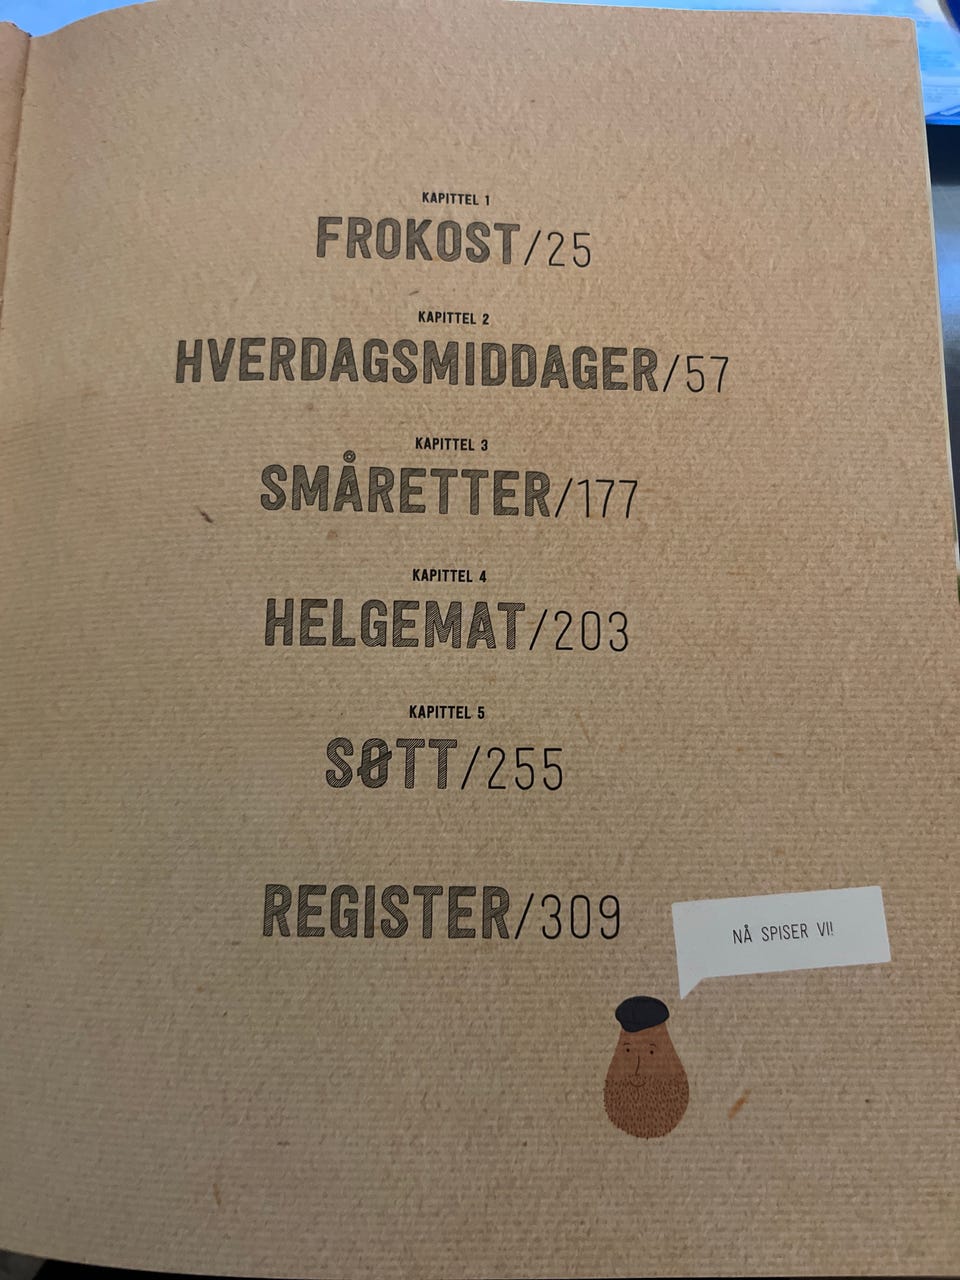 KAPITTEL 1
FROKOST/25
KAPITTEL 2
HVERDAGSMIDDAGER/57
KAPITTEL 3
SMÅRETTER/177
KAPITTEL 4
HELGEMAT/203
KAPITTEL 5
SØTT/255
REGISTER/309
NÅ SPISER VI!